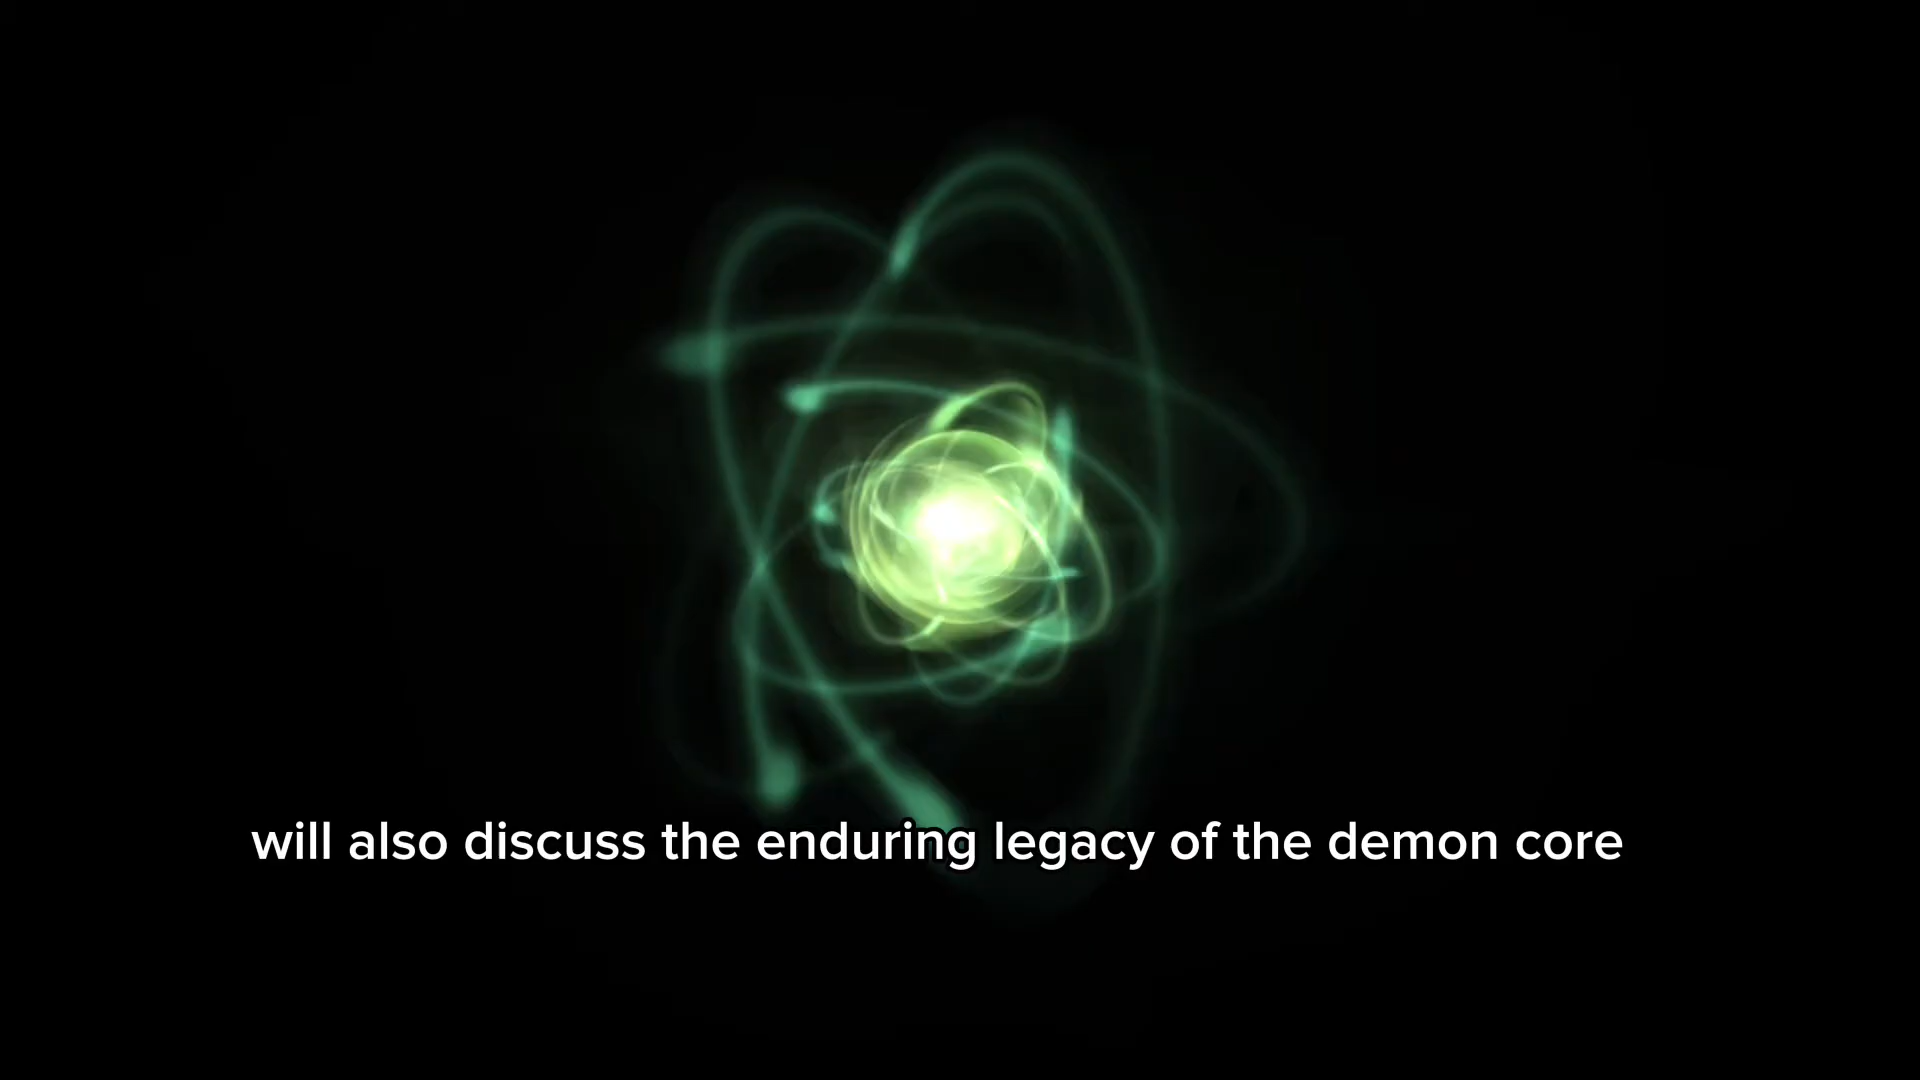 will also discuss the enduring legacy of the demon core